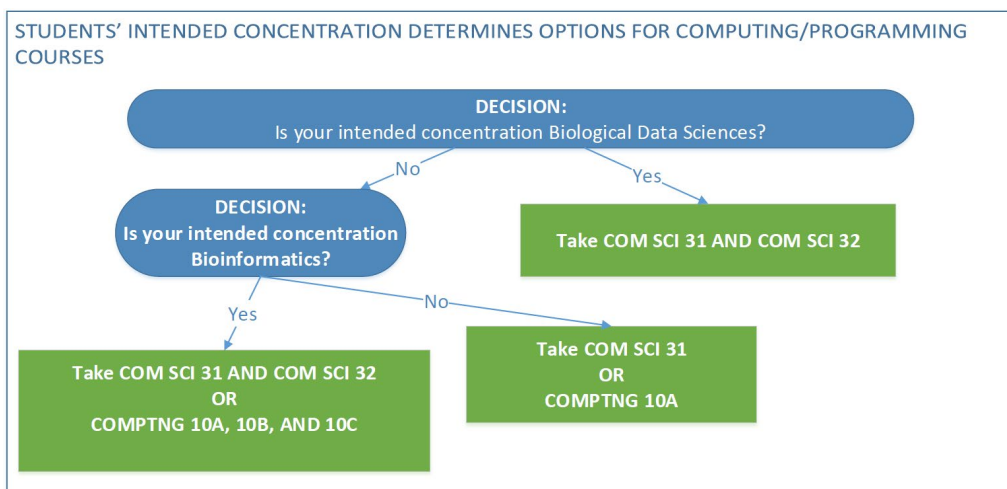 STUDENTS' INTENDED CONCENTRATION DETERMINES OPTIONS FOR COMPUTING/PROGRAMMING
COURSES
DECISION:
Is your intended concentration Biological Data Sciences?
No
Yes
DECISION:
Is your intended concentration
Bioinformatics?
Take COM SCI 31 AND COM SCI 32
Yes
No
Take COM SCI 31 AND COM SCI 32
OR
COMPTNG 10A, 10B, AND 10C
Take COM SCI 31
OR
COMPTNG 10A